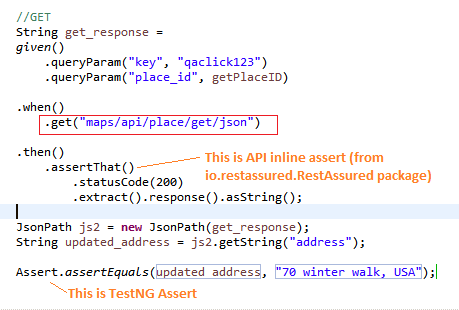 //GET
String get_response =
given()
.queryParam("key", "qaclick123")
.queryParam("place_id", getPlaceID)
.when()
.get("maps/api/place/get/json")
.then()
.assertThat()
This is API inline assert (from
io.restassured.RestAssured package)
.statusCode(200)
.extract().response().asString();
JsonPath js2 = new JsonPath(get_response);
String updated_address = js2.getString("address");
Assert.assertEquals(updated_address, "70 winter walk, USA");
This is TestNG Assert